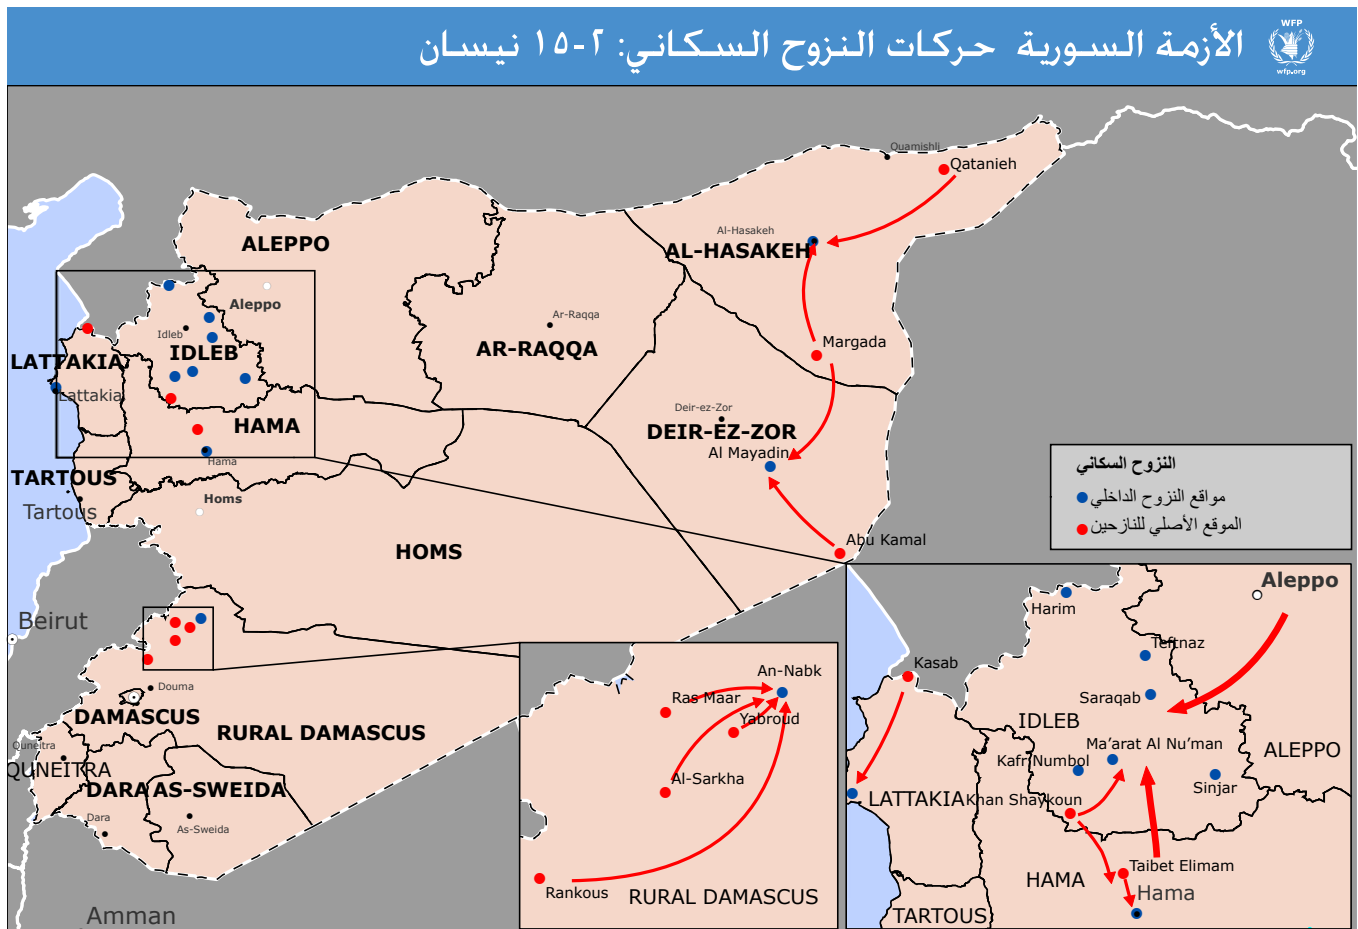 الأزمة السورية حركات النزوح السكاني: ٢-١٥ نيسان
WFP
wfp.org
Quamishli
Qatanieh
Al-Hasakeh
AL-HASAKEH
ALEPPO
Aleppo
Idleb
IDLEB
Ar-Raqqa
AR-RAQQA
Margada
LATTAKIA
Lattakia
HAMA
Hama
Deir-ez-Zor
DEIR-EZ-ZOR
Al Mayadin
TARTOUS
Tartous
Homs
HOMS
Abu Kamal
النزوح السكاني
مواقع النزوح الداخلي
الموقع الأصلي للنازحين
Beirut
Douma
DAMASCUS
RURAL DAMASCUS
Quneitra
QUNEITRA
DARA
AS-SWEIDA
Dara
As-Sweida
Amman
An-Nabk
Ras Maar
Yabroud
Al-Sarkha
Rankous
RURAL DAMASCUS
Aleppo
Harim
Teftnaz
Kasab
Saraqab
IDLEB
Ma'arat Al Nu'man
ALEPPO
Kafr Numbol
Sinjar
LATTAKIA
Khan Shaykoun
Taibet Elimam
HAMA
Hama
TARTOUS